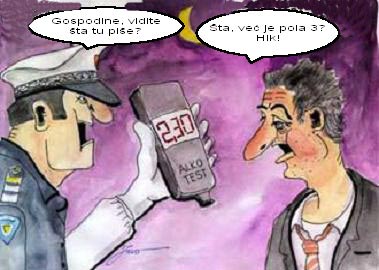 Gospodine, vidite
šta tu piše?
Šta, već je pola 3?
Hik!
2,30
ALKO
TEST